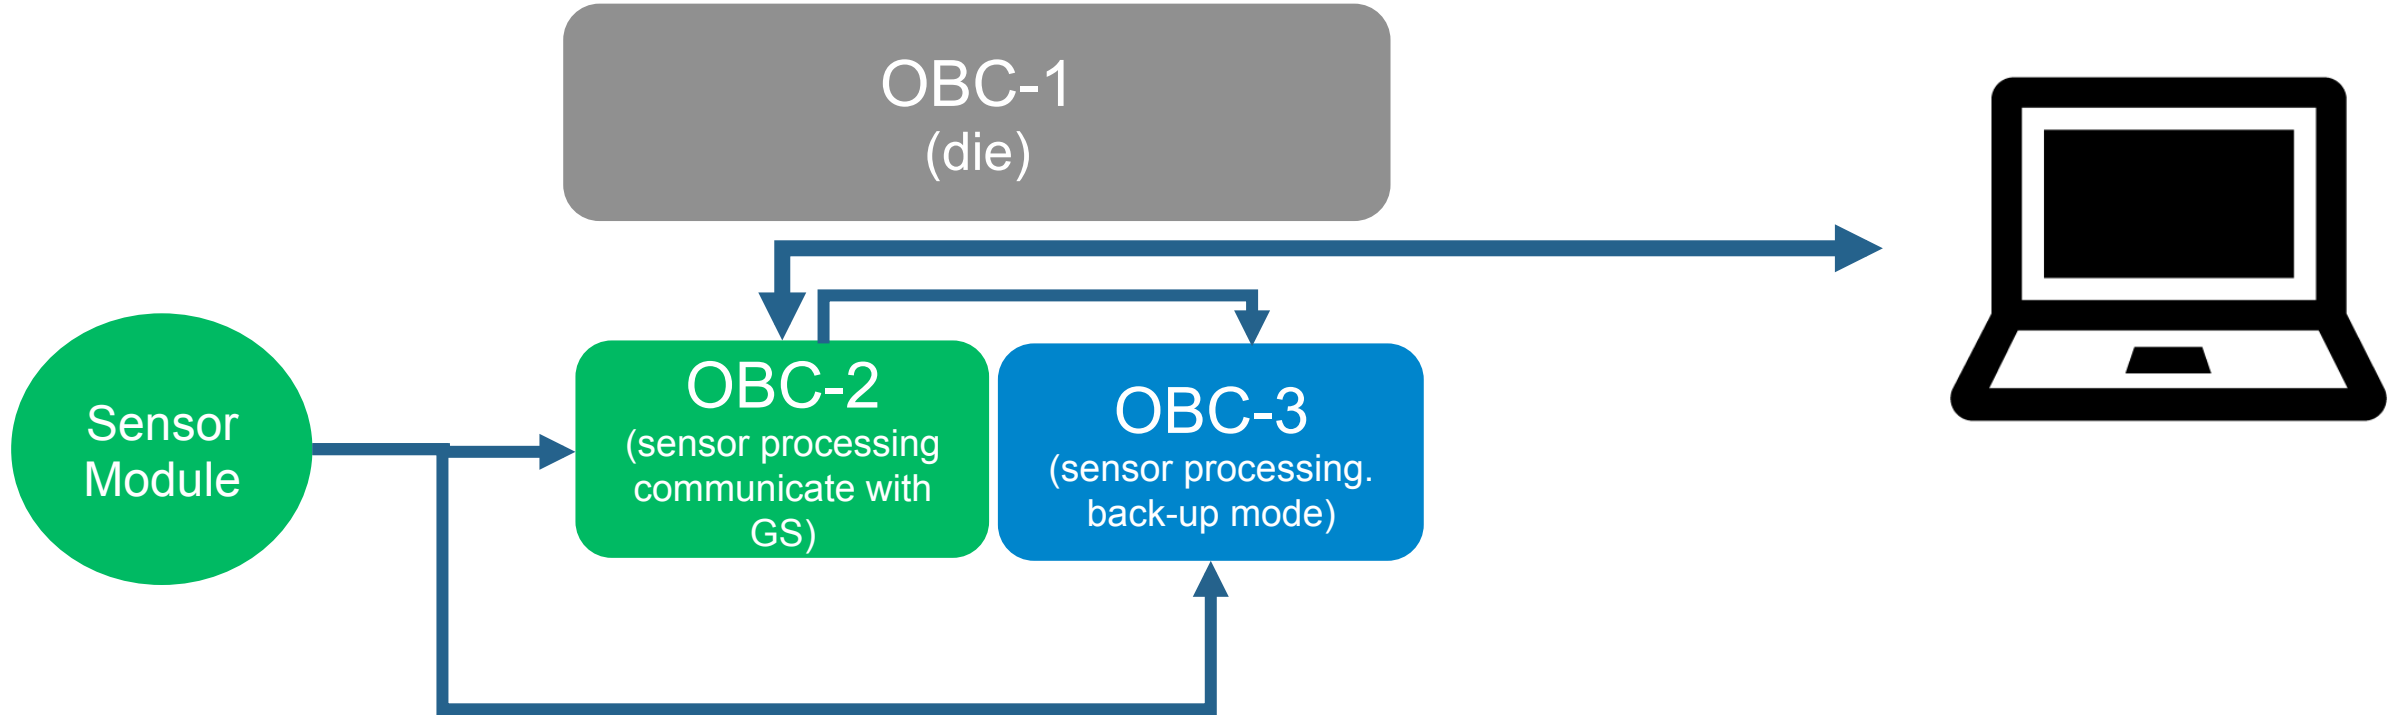 OBC-1
(die)
Sensor
Module
OBC-2
(sensor processing
communicate with
GS)
OBC-3
(sensor processing.
back-up mode)